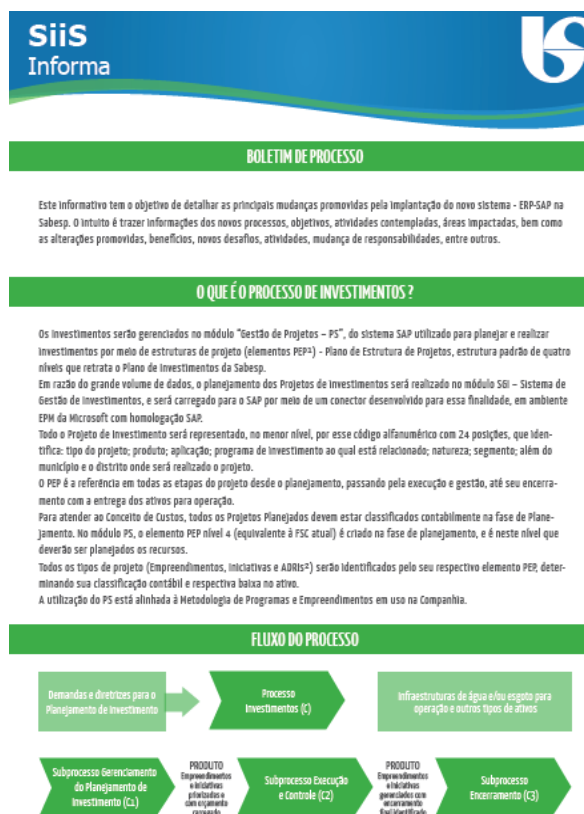 SiiS
Informa
BOLETIM DE PROCESSO
Este informativo tem o objetivo de detalhar as principais mudanças promovidas pela implantação do novo sistema - ERP-SAP na
Sabesp. O intuito é trazer informações dos novos processos, objetivos, atividades contempladas, áreas impactadas, bem como
as alterações promovidas, benefícios, novos desafios, atividades, mudança de responsabilidades, entre outros.
O QUE É O PROCESSO DE INVESTIMENTOS ?
Os investimentos serão gerenciados no módulo “Gestão de Projetos – PS”, do sistema SAP utilizado para planejar e realizar
investimentos por meio de estruturas de projeto (elementos PEP¹) - Plano de Estrutura de Projetos, estrutura padrão de quatro
níveis que retrata o Plano de Investimentos da Sabesp.
Em razão do grande volume de dados, o planejamento dos Projetos de Investimentos será realizado no módulo SGI – Sistema de
Gestão de Investimentos, e será carregado para o SAP por meio de um conector desenvolvido para essa finalidade, em ambiente
EPM da Microsoft com homologação SAP.
Todo o Projeto de Investimento será representado, no menor nível, por esse código alfanumérico com 24 posições, que iden-
tifica: tipo do projeto; produto; aplicação; programa de investimento ao qual está relacionado; natureza; segmento; além do
município e o distrito onde será realizado o projeto.
O PEP é a referência em todas as etapas do projeto desde o planejamento, passando pela execução e gestão, até seu encerra-
mento com a entrega dos ativos para operação.
Para atender ao Conceito de Custos, todos os Projetos Planejados devem estar classificados contabilmente na fase de Plane-
jamento. No módulo PS, o elemento PEP nível 4 (equivalente à FSC atual) é criado na fase de planejamento, e é neste nível que
deverão ser planejados os recursos.
Todos os tipos de projeto (Empreendimentos, Iniciativas e ADRIs²) serão identificados pelo seu respectivo elemento PEP, deter-
minando sua classificação contábil e respectiva baixa no ativo.
A utilização do PS está alinhada à Metodologia de Programas e Empreendimentos em uso na Companhia.
FLUXO DO PROCESSO
Demandas e diretrizes para o
Planejamento de Investimento
Processo
Investimentos (C)
Infraestruturas de água e/ou esgoto para
operação e outros tipos de ativos
Subprocesso Gerenciamento
do Planejamento de
Investimento (C1)
PRODUTO
Empreendimentos
e Iniciativas
priorizados e
com orçamento
carregado
Subprocesso Execução
e Controle (C2)
PRODUTO
Empreendimentos
e Iniciativas
gerenciados com
encerramento
final identificado
Subprocesso
Encerramento (C3)